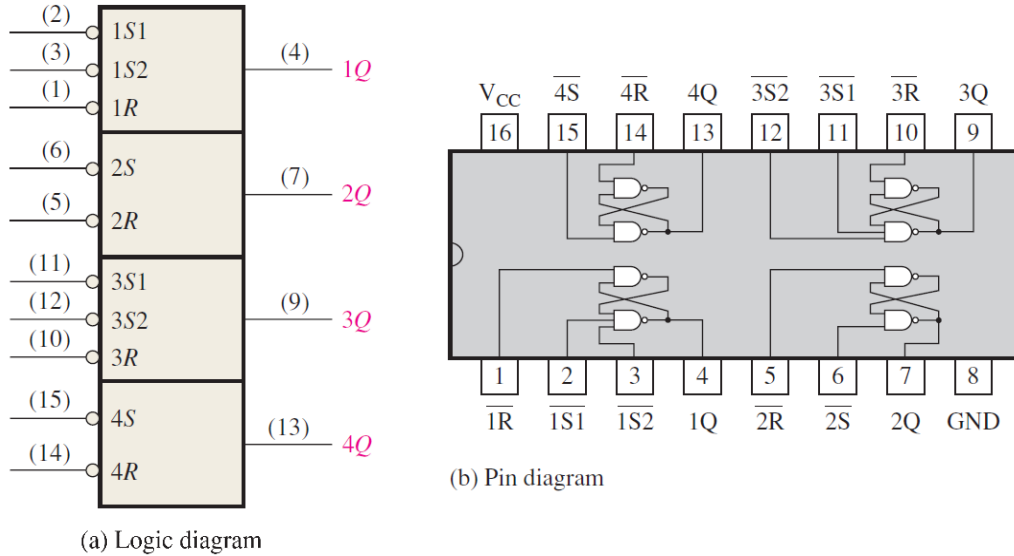 (2) 1S1
(3) 1S2
(1) 1R
(4) 1Q
(6) 2S
(5) 2R
(7) 2Q
(11) 3S1
(12) 3S2
(10) 3R
(9) 3Q
(15) 4S
(14) 4R
(13) 4Q
(a) Logic diagram
V_CC 4S̅ 4R̅ 4Q 3S2̅ 3S1̅ 3R̅ 3Q
16 15 14 13 12 11 10 9
1 2 3 4 5 6 7 8
1R̅ 1S1̅ 1S2̅ 1Q 2R̅ 2S̅ 2Q GND
(b) Pin diagram